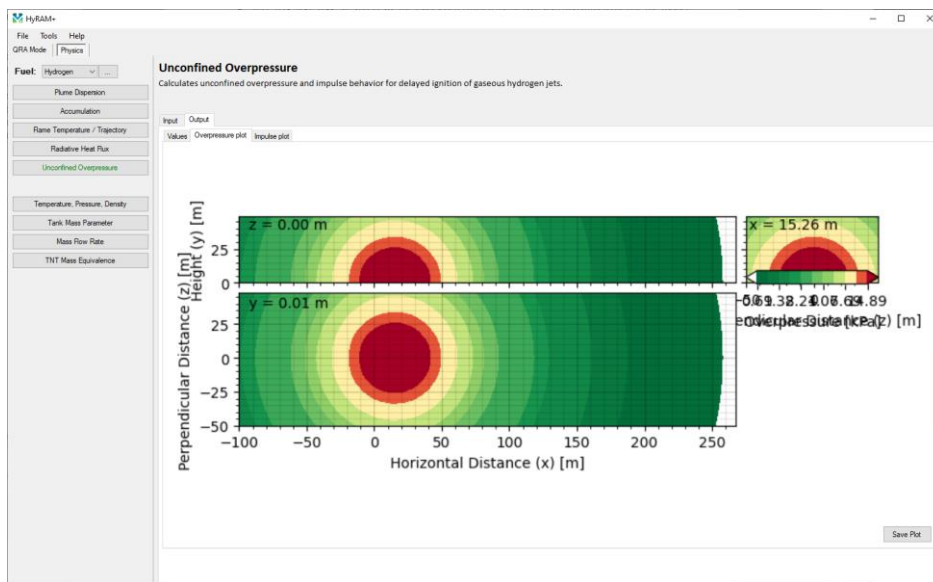 HyRAM+
File Tools Help
QRA Mode Physics
Fuel: Hydrogen ...
Plume Dispersion
Accumulation
Flame Temperature / Trajectory
Radiative Heat Flux
Unconfined Overpressure
Temperature, Pressure, Density
Tank Mass Parameter
Mass Flow Rate
TNT Mass Equivalence
Unconfined Overpressure
Calculates unconfined overpressure and impulse behavior for delayed ignition of gaseous hydrogen jets.
Input Output
Values Overpressure plot Impulse plot
z = 0.00 m
Height (y) [m]
25
0
x = 15.26 m
y = 0.01 m
Perpendicular Distance (z) [m]
25
0
−25
−50
−100 −50 0 50 100 150 200 250
Horizontal Distance (x) [m]
Overpressure [kPa]
(z) [m]
Save Plot